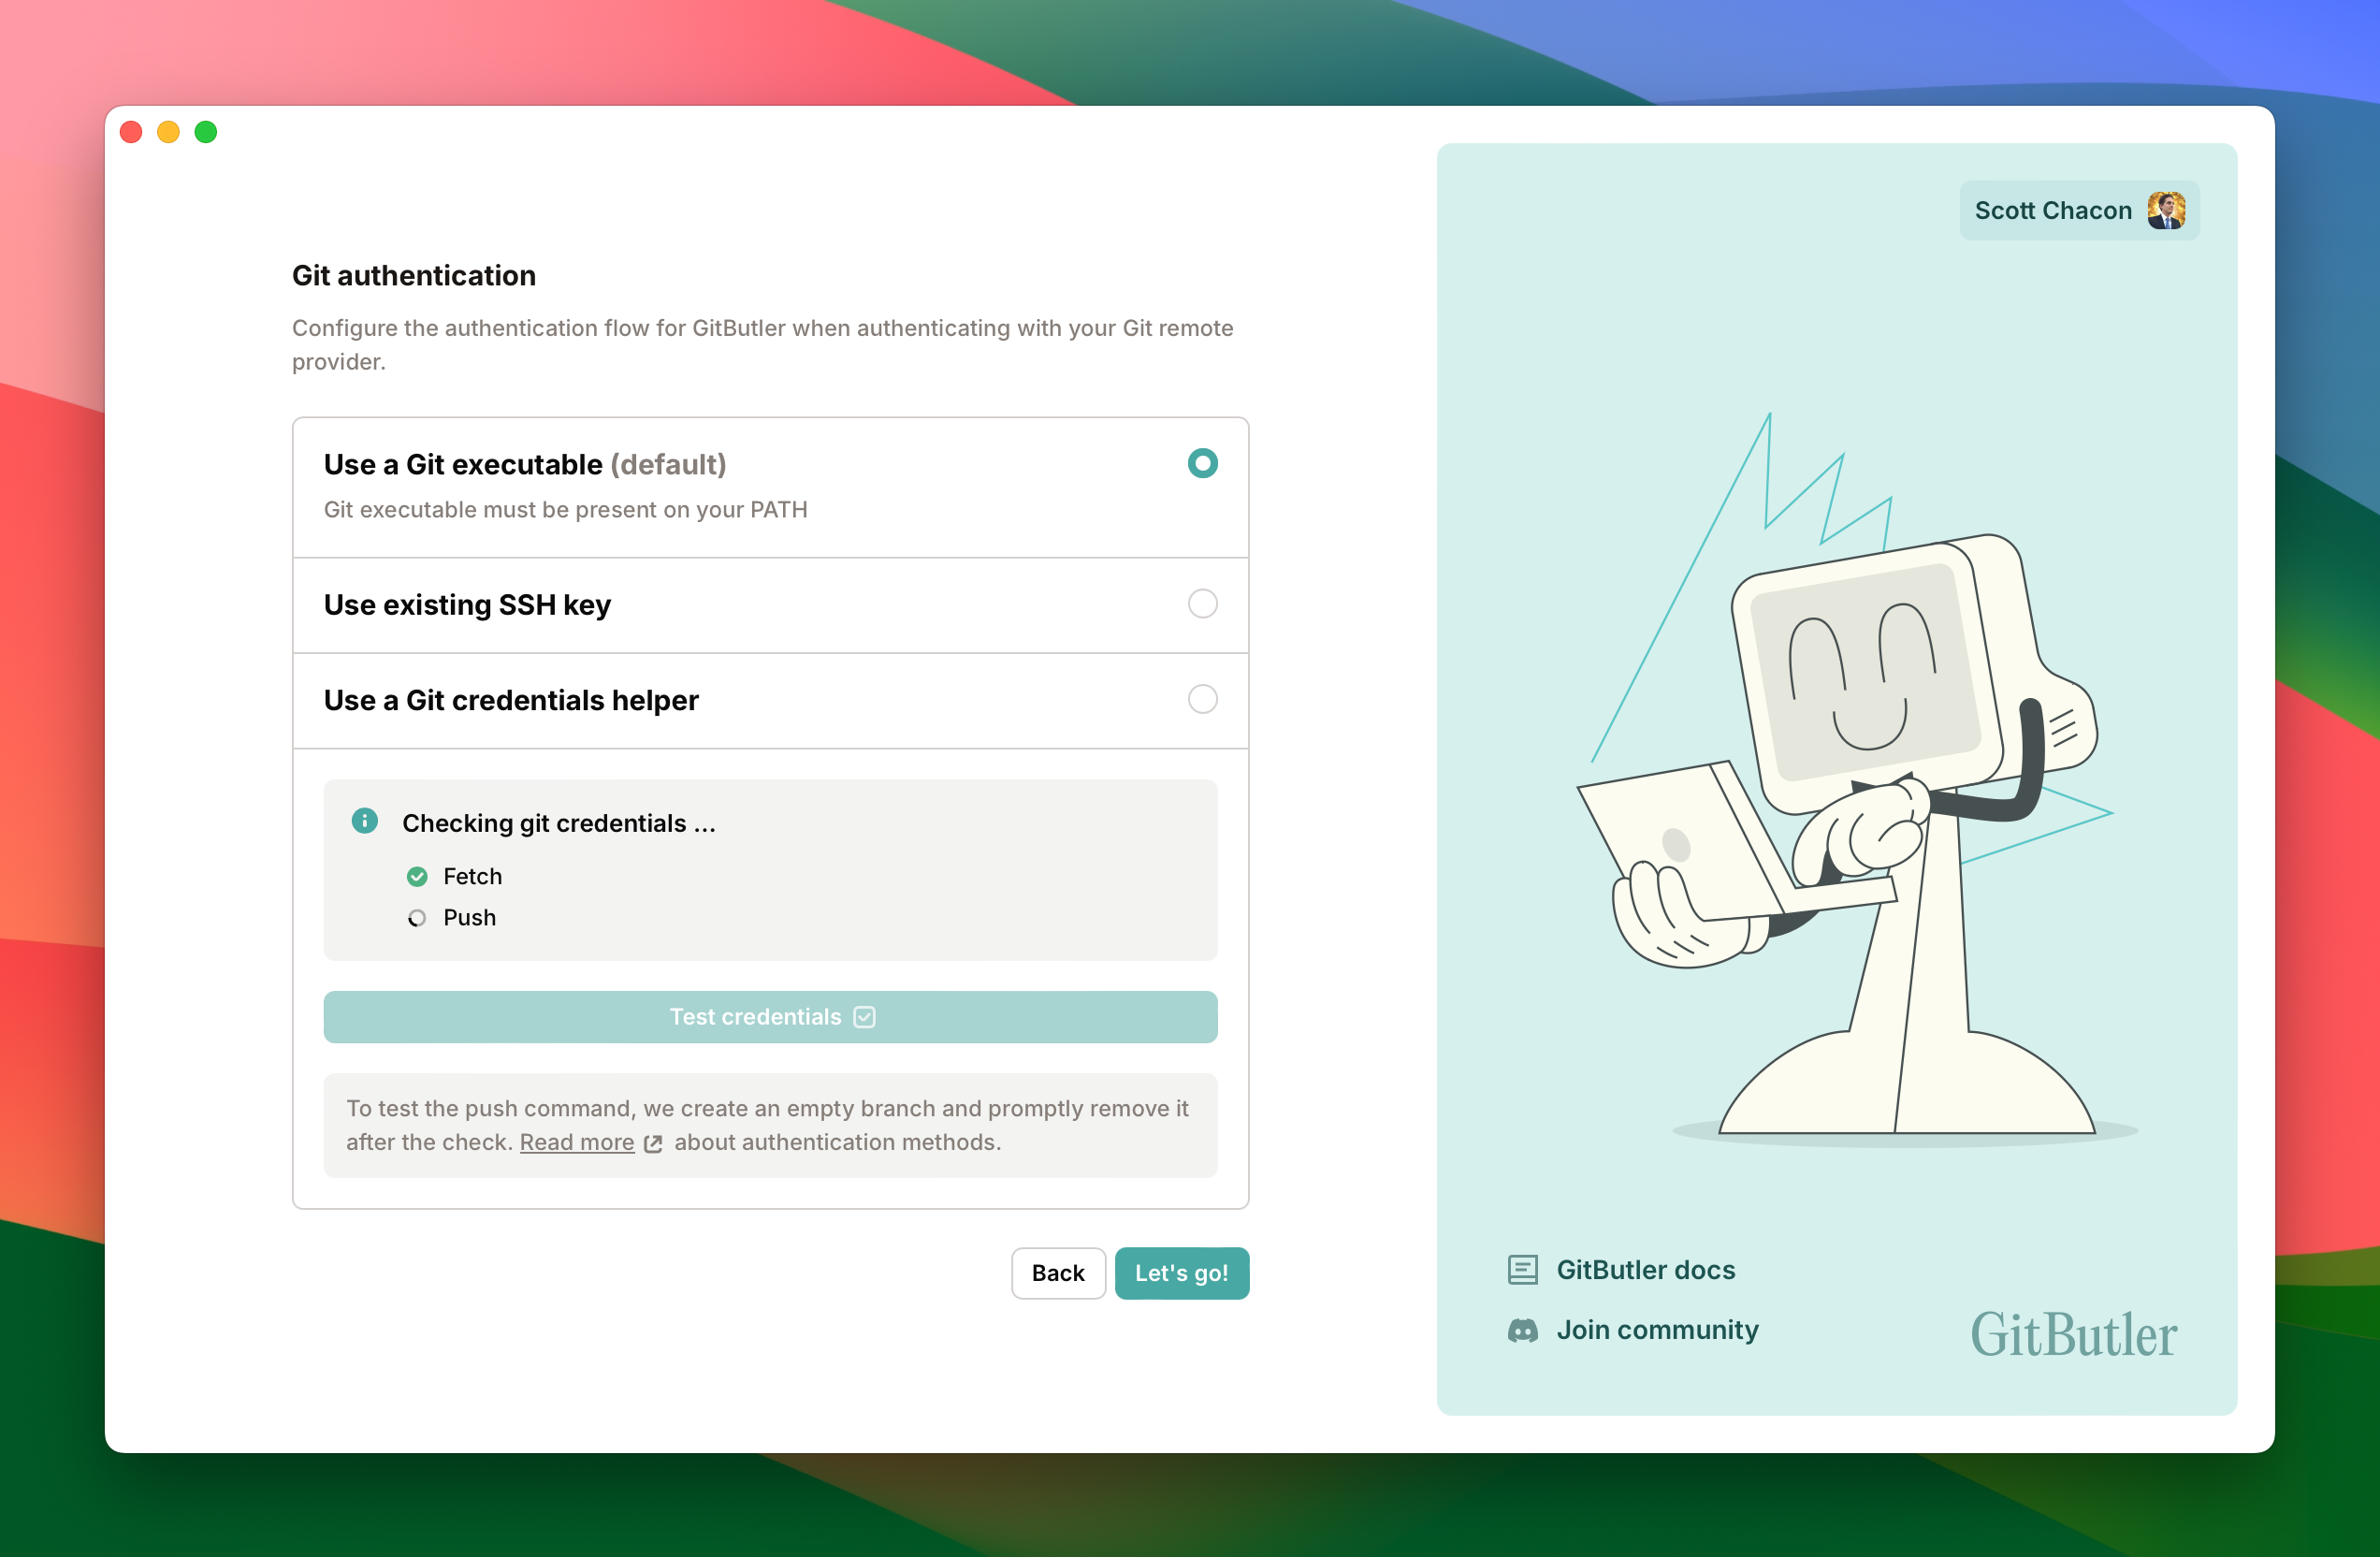 Scott Chacon
Git authentication
Configure the authentication flow for GitButler when authenticating with your Git remote
provider.
Use a Git executable (default)
Git executable must be present on your PATH
Use existing SSH key
Use a Git credentials helper
Checking git credentials ...
Fetch
Push
Test credentials
To test the push command, we create an empty branch and promptly remove it
after the check. Read more about authentication methods.
Back
Let's go!
GitButler docs
Join community
GitButler